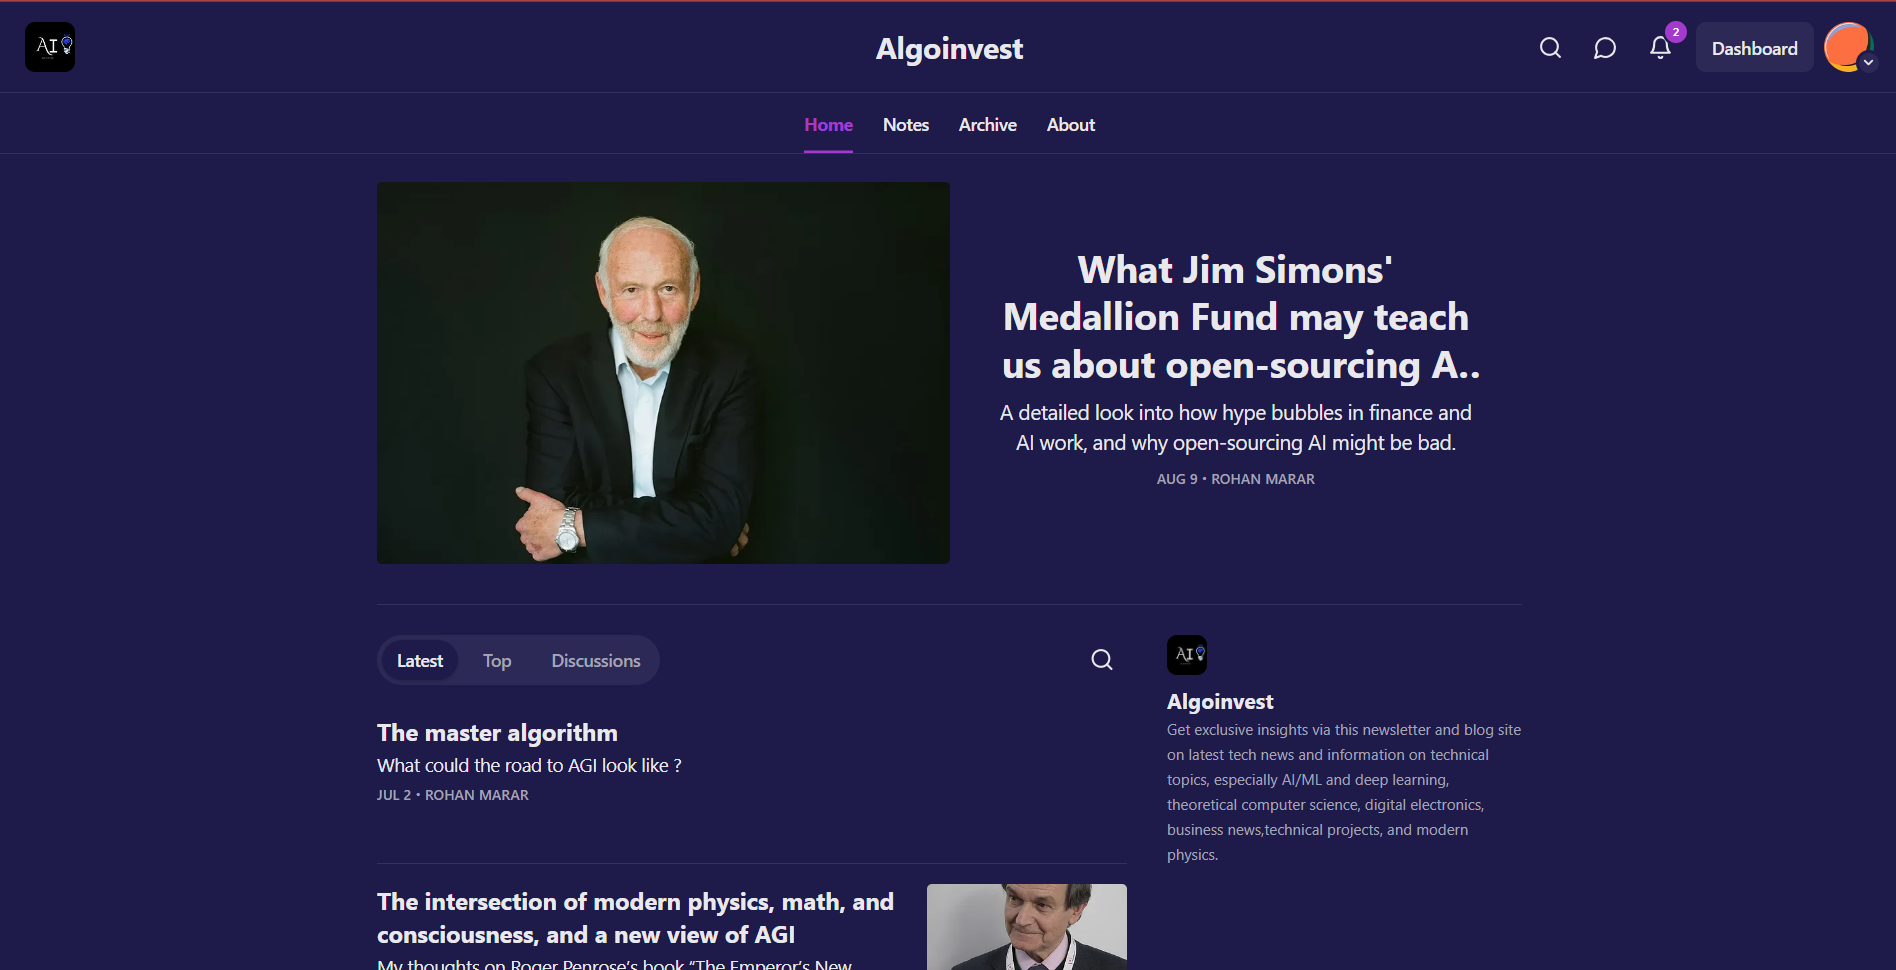 AI
Algoinvest
2
Dashboard
Home
Notes
Archive
About
What Jim Simons'
Medallion Fund may teach
us about open-sourcing A..
A detailed look into how hype bubbles in finance and
AI work, and why open-sourcing AI might be bad.
AUG 9 • ROHAN MARAR
Latest
Top
Discussions
The master algorithm
What could the road to AGI look like ?
JUL 2 • ROHAN MARAR
The intersection of modern physics, math, and
consciousness, and a new view of AGI
My thoughts on Roger Penrose’s book “The Emperor’s New
AI
Algoinvest
Get exclusive insights via this newsletter and blog site
on latest tech news and information on technical
topics, especially AI/ML and deep learning,
theoretical computer science, digital electronics,
business news,technical projects, and modern
physics.